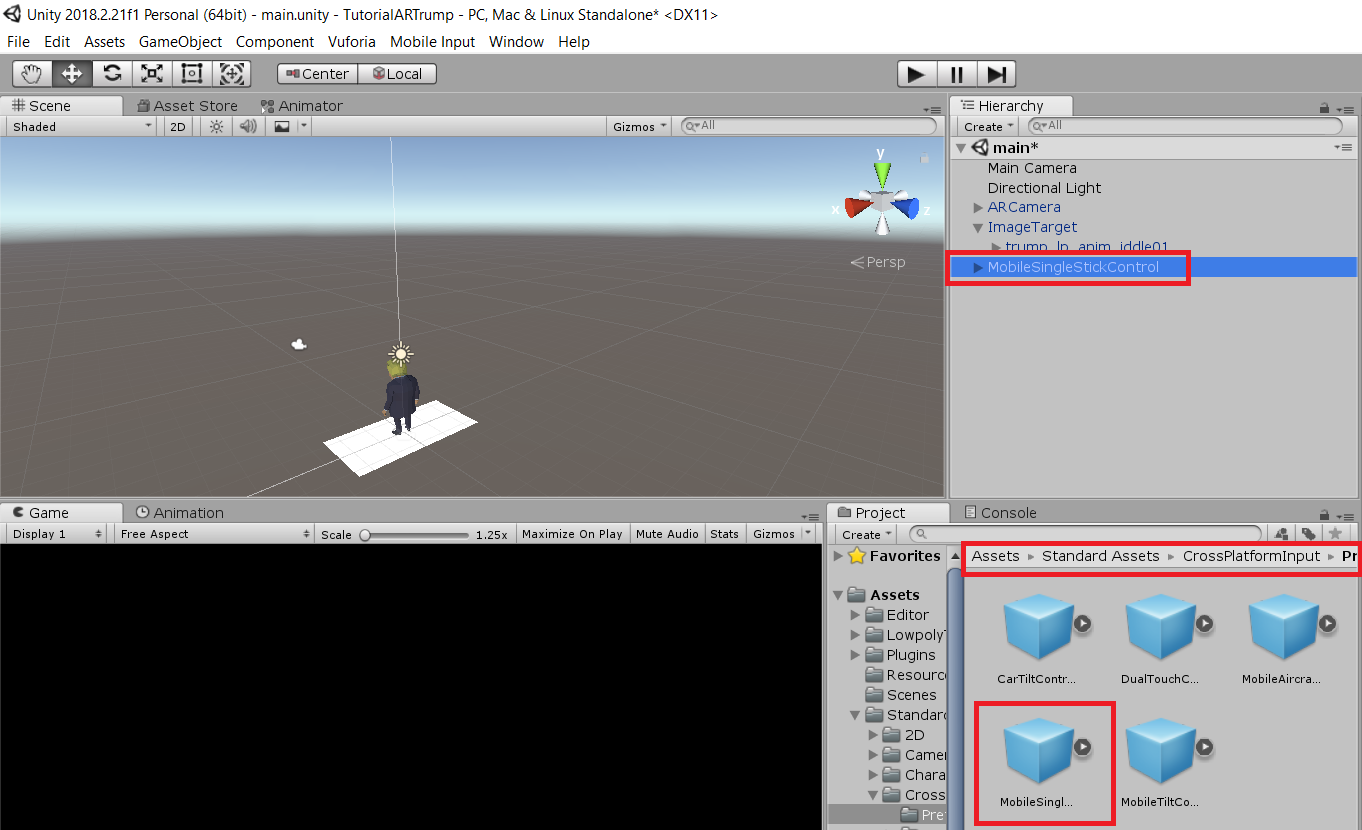 Unity 2018.2.21f1 Personal (64bit) - main.unity - TutorialARTrump - PC, Mac & Linux Standalone* <DX11>
File Edit Assets GameObject Component Vuforia Mobile Input Window Help
Center Local
Scene Asset Store Animator
Shaded 2D Gizmos All
y
x z
Persp
Hierarchy
Create All
main*
Main Camera
Directional Light
ARCamera
ImageTarget
trump_lp_anim_iddle01
MobileSingleStickControl
Game Animation
Display 1 Free Aspect Scale 1.25x Maximize On Play Mute Audio Stats Gizmos
Project Console
Create
Favorites
Assets
Editor
LowpolyT
Plugins
Resourc
Scenes
Standar
2D
Camer
Chara
Cross
Pre
Assets Standard Assets CrossPlatformInput Pr
CarTiltContr... DualTouchC... MobileAircra...
MobileSingl... MobileTiltCo...